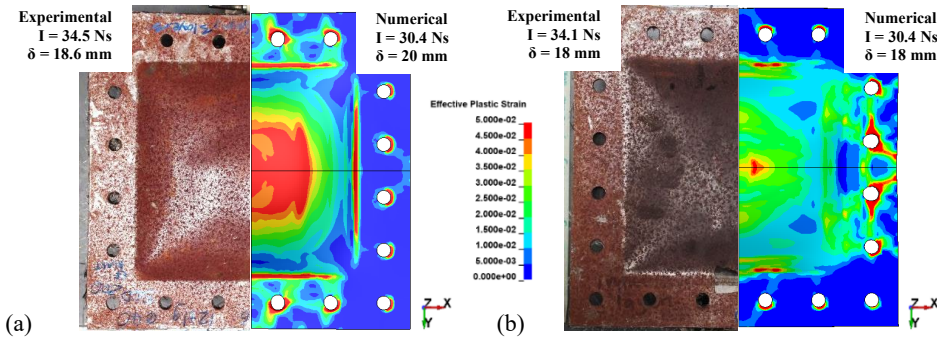 Experimental
I = 34.5 Ns
δ = 18.6 mm
Numerical
I = 30.4 Ns
δ = 20 mm
(a)
Effective Plastic Strain
5.000e-02
4.500e-02
4.000e-02
3.500e-02
3.000e-02
2.500e-02
2.000e-02
1.500e-02
1.000e-02
5.000e-03
0.000e+00
Z X
Y
Experimental
I = 34.1 Ns
δ = 18 mm
Numerical
I = 30.4 Ns
δ = 18 mm
(b)
Z X
Y